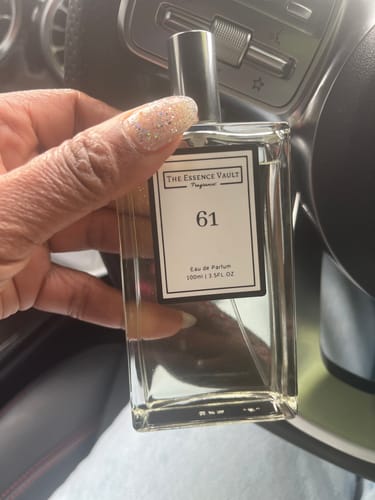 THE ESSENCE VAULT
Fragrances
61
Eau de Parfum
100ml | 3.5FL OZ